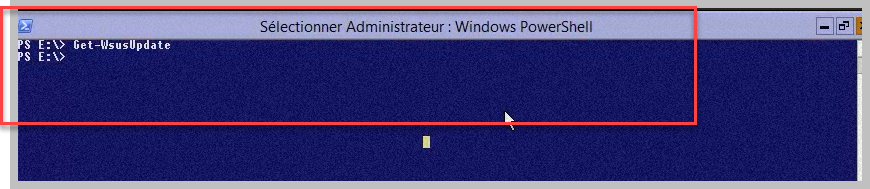 Sélectionner Administrateur : Windows PowerShell
PS E:\> Get-WsusUpdate
PS E:\>